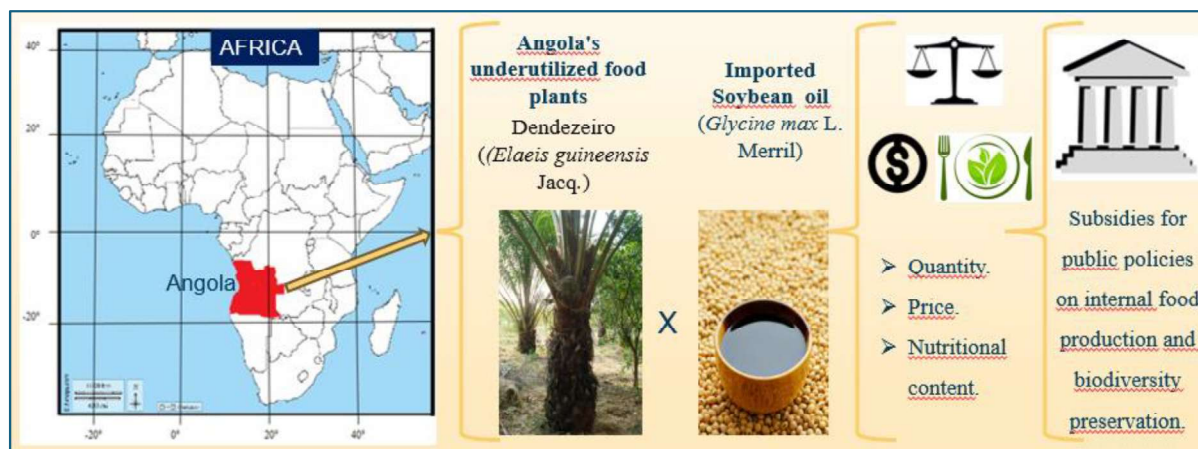 AFRICA
40°
20°
0°
-20°
Angola
-20°
0°
20°
40°
Angola's
underutilized food
plants
Dendezeiro
((Elaeis guineensis
Jacq.)
X
Imported
Soybean oil
(Glycine max L.
Merril)
$
➢ Quantity.
➢ Price.
➢ Nutritional
content.
Subsidies for
public policies
on internal food
production and
biodiversity
preservation.